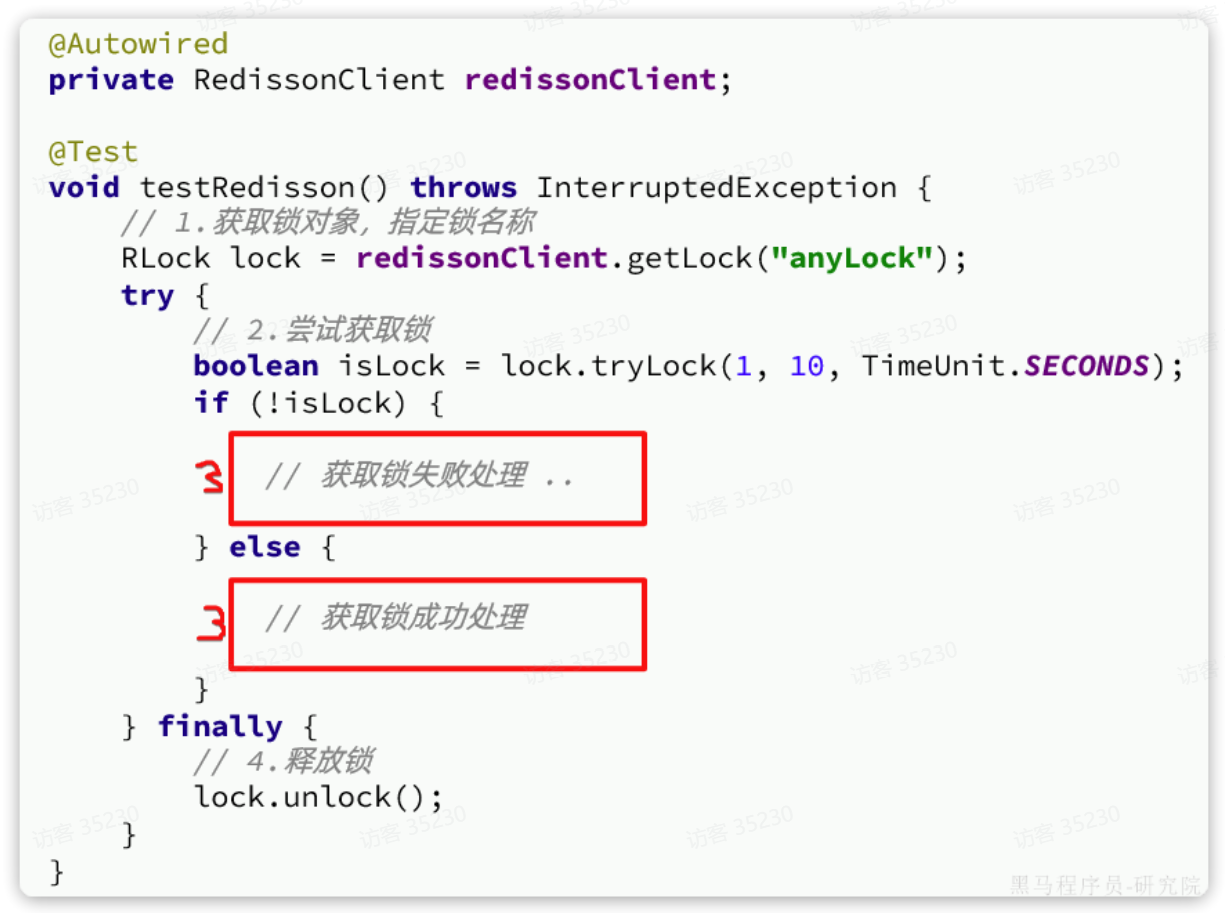 @Autowired
private RedissonClient redissonClient;
@Test
void testRedisson() throws InterruptedException {
// 1.获取锁对象，指定锁名称
RLock lock = redissonClient.getLock("anyLock");
try {
// 2.尝试获取锁
boolean isLock = lock.tryLock(1, 10, TimeUnit.SECONDS);
if (!isLock) {
3 // 获取锁失败处理 ..
} else {
3 // 获取锁成功处理
}
} finally {
// 4.释放锁
lock.unlock();
}
}
黑马程序员-研究院
访客 35230